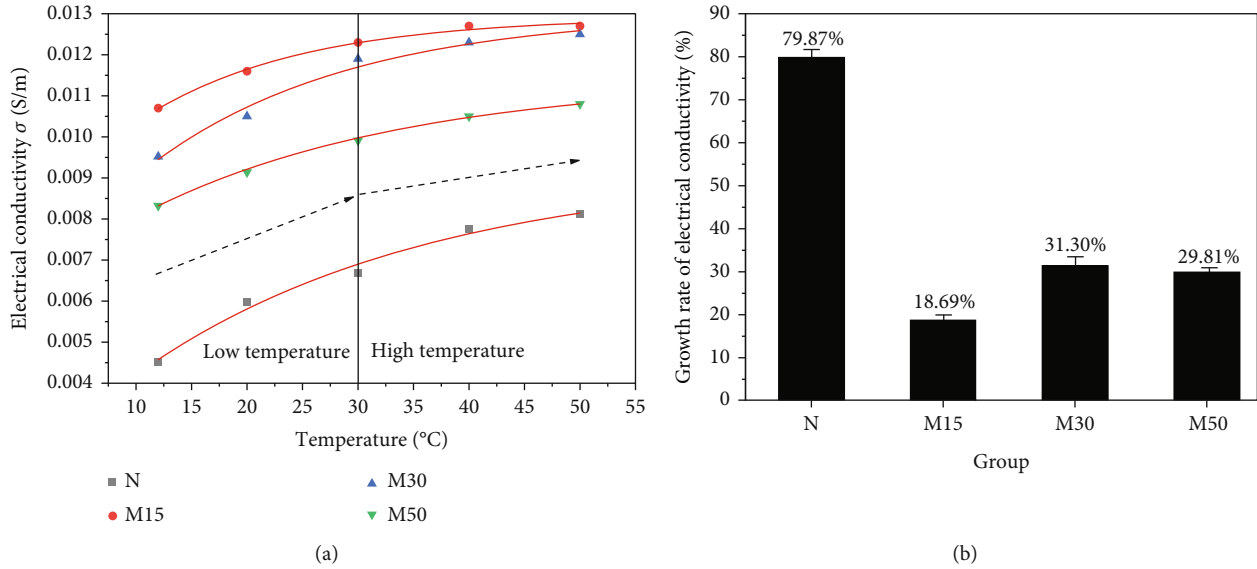 0.013
0.012
0.011
0.010
0.009
0.008
0.007
0.006
0.005
0.004
Electrical conductivity σ (S/m)
Low temperature
High temperature
10 15 20 25 30 35 40 45 50 55
Temperature (°C)
N
M15
M30
M50
(a)
90
80
70
60
50
40
30
20
10
0
Growth rate of electrical conductivity (%)
79.87%
18.69%
31.30%
29.81%
N M15 M30 M50
Group
(b)